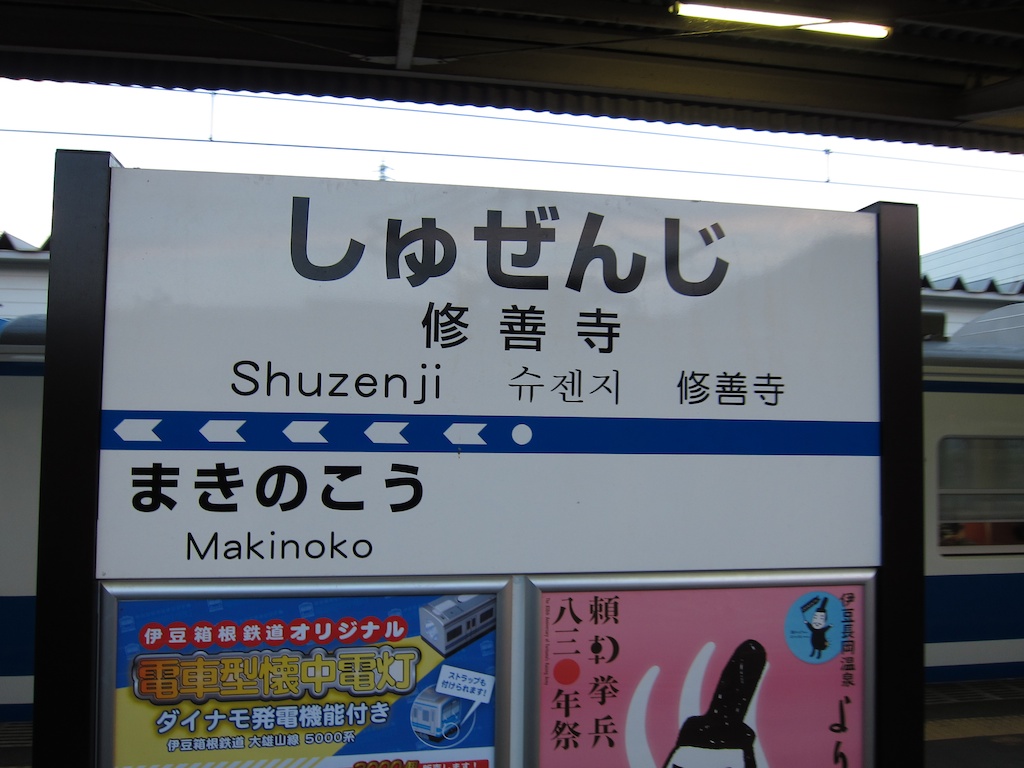 しゅぜんじ
修善寺
Shuzenji 슈젠지 修善寺
まきのこう
Makinoko
伊豆箱根鉄道オリジナル
電車型懐中電灯
ダイナモ発電機能付き
伊豆箱根鉄道 大雄山線 5000系
ストラップも
付けられます!
頼朝挙兵
八三〇年祭
伊豆長岡温泉
より